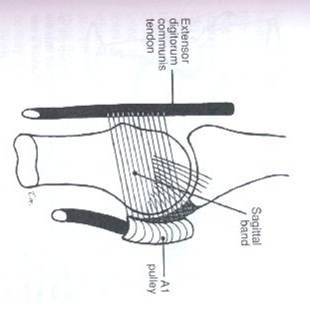 Extensor
digitorum
communis
tendon
Sagittal
band
A1
pulley